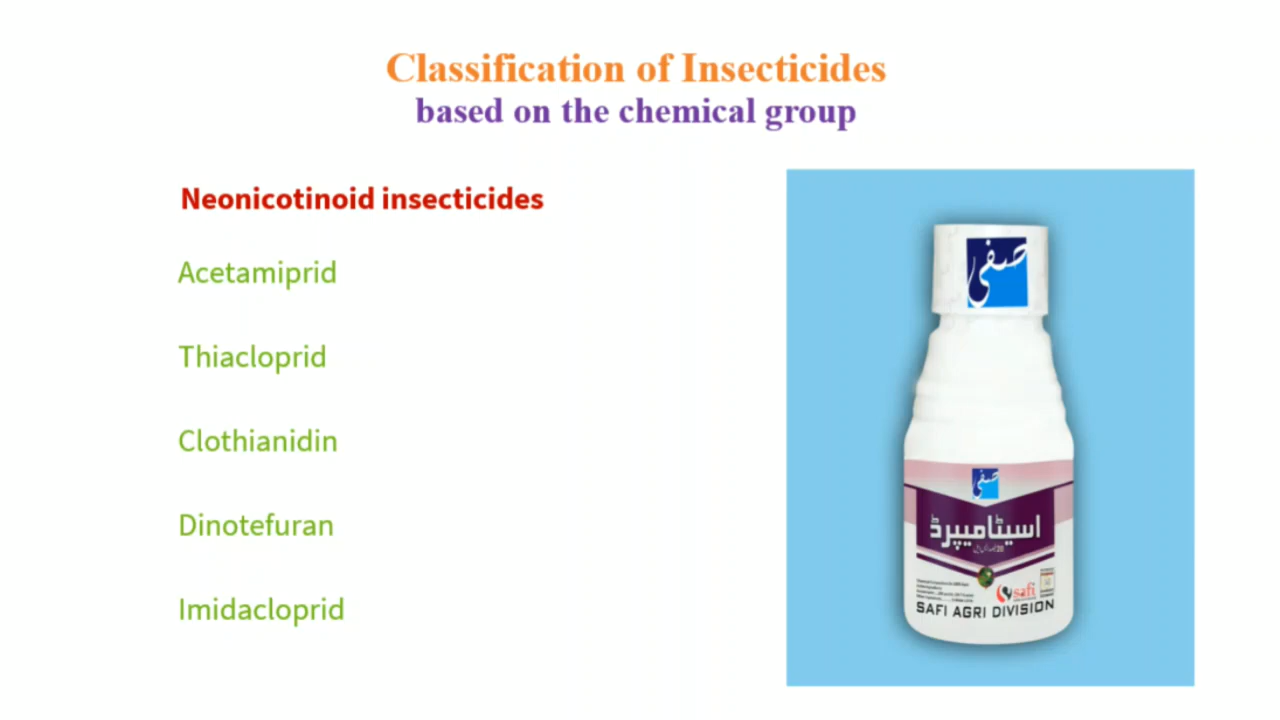 Classification of Insecticides
based on the chemical group
Neonicotinoid insecticides
Acetamiprid
Thiacloprid
Clothianidin
Dinotefuran
Imidacloprid
صفی
صفی
اسیٹامیپرڈ
safi
SAFI AGRI DIVISION